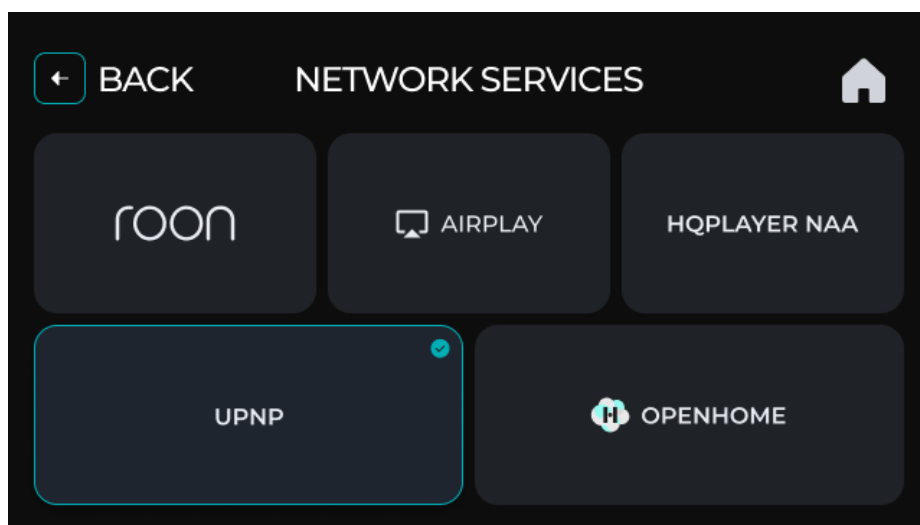 BACK
NETWORK SERVICES
roon
AIRPLAY
HQPLAYER NAA
UPNP
OPENHOME